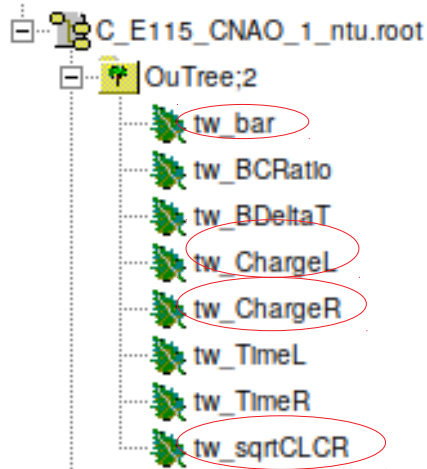 C_E115_CNAO_1_ntu.root
OuTree;2
tw_bar
tw_BCRatio
tw_BDeltaT
tw_ChargeL
tw_ChargeR
tw_TimeL
tw_TimeR
tw_sqrtCLCR